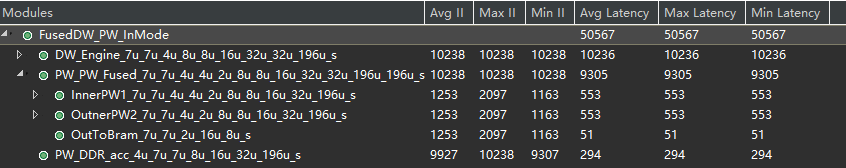 Modules Avg II Max II Min II Avg Latency Max Latency Min Latency
FusedDW_PW_InMode 50567 50567 50567
DW_Engine_7u_7u_4u_8u_8u_16u_32u_32u_196u_s 10238 10238 10238 10236 10236 10236
PW_PW_Fused_7u_7u_4u_4u_2u_8u_8u_16u_32u_32u_196u_196u_s 10238 10238 10238 9305 9305 9305
InnerPW1_7u_7u_4u_4u_2u_8u_8u_16u_32u_196u_s 1253 2097 1163 553 553 553
OutnerPW2_7u_7u_4u_2u_8u_8u_16u_32u_196u_s 1253 2097 1163 553 553 553
OutToBram_7u_7u_2u_16u_8u_s 1253 2097 1163 51 51 51
PW_DDR_acc_4u_7u_7u_8u_16u_32u_196u_s 9927 10238 9307 294 294 294